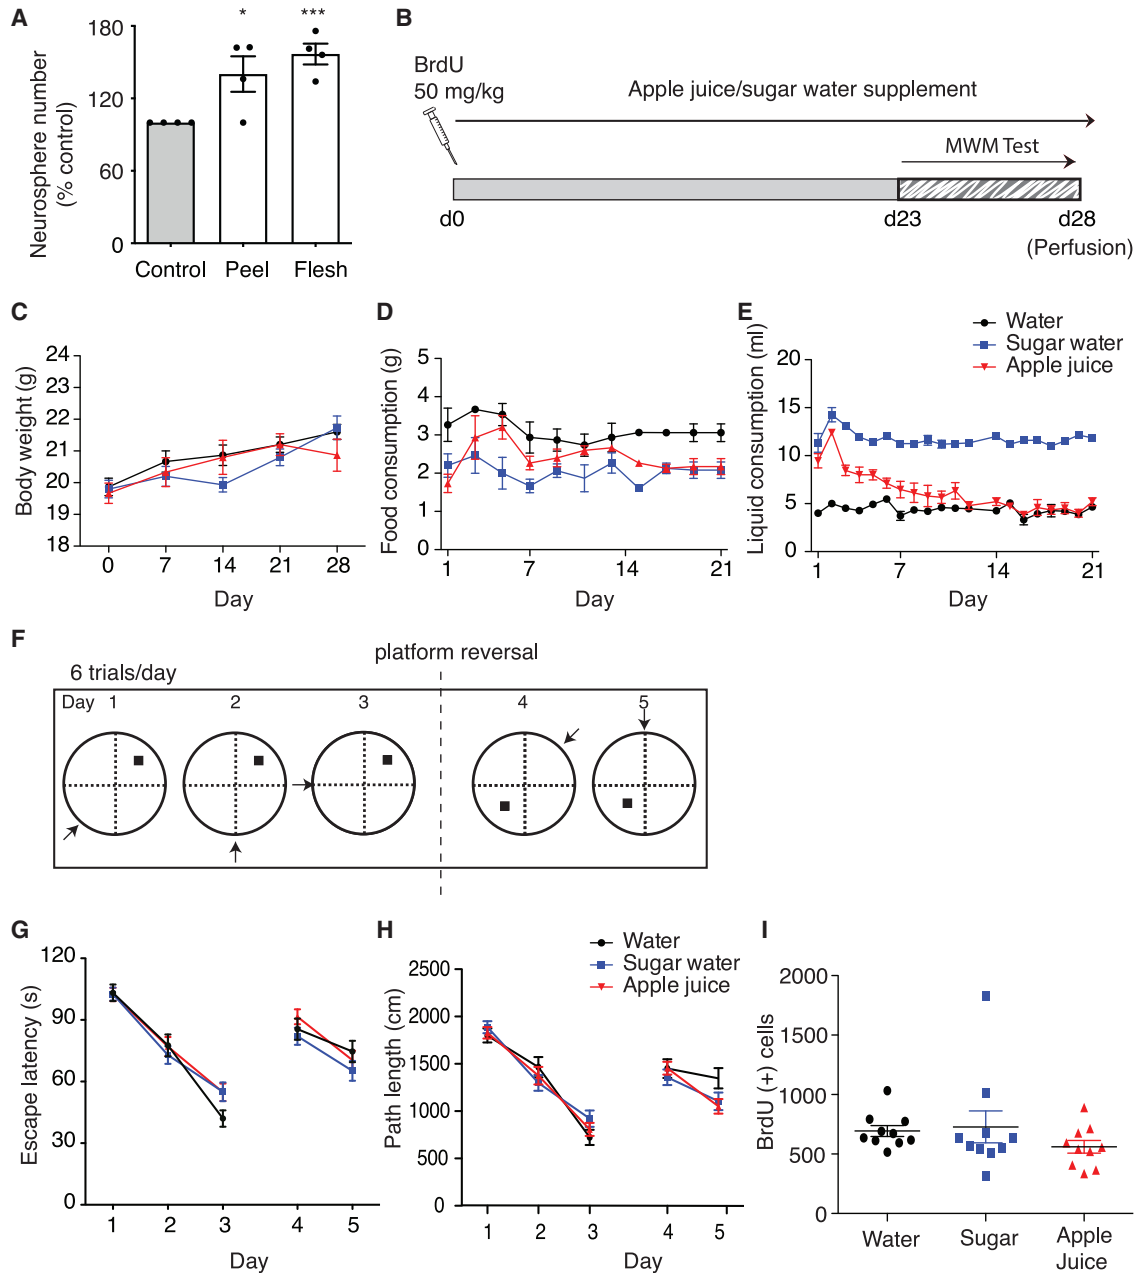 A
180
120
60
0
Neurosphere number
(% control)
*
***
Control
Peel
Flesh
B
BrdU
50 mg/kg
Apple juice/sugar water supplement
MWM Test
d0
d23
d28
(Perfusion)
C
24
23
22
21
20
19
18
Body weight (g)
0
7
14
21
28
Day
D
5
4
3
2
1
0
Food consumption (g)
1
7
14
21
Day
E
Water
Sugar water
Apple juice
20
15
10
5
0
Liquid consumption (ml)
1
7
14
21
Day
F
platform reversal
6 trials/day
Day 1 2 3 4 5
G
120
90
60
30
0
Escape latency (s)
1
2
3
4
5
Day
H
Water
Sugar water
Apple juice
2500
2000
1500
1000
500
0
Path length (cm)
1
2
3
4
5
Day
I
2000
1500
1000
500
0
BrdU (+) cells
Water
Sugar
Apple
Juice